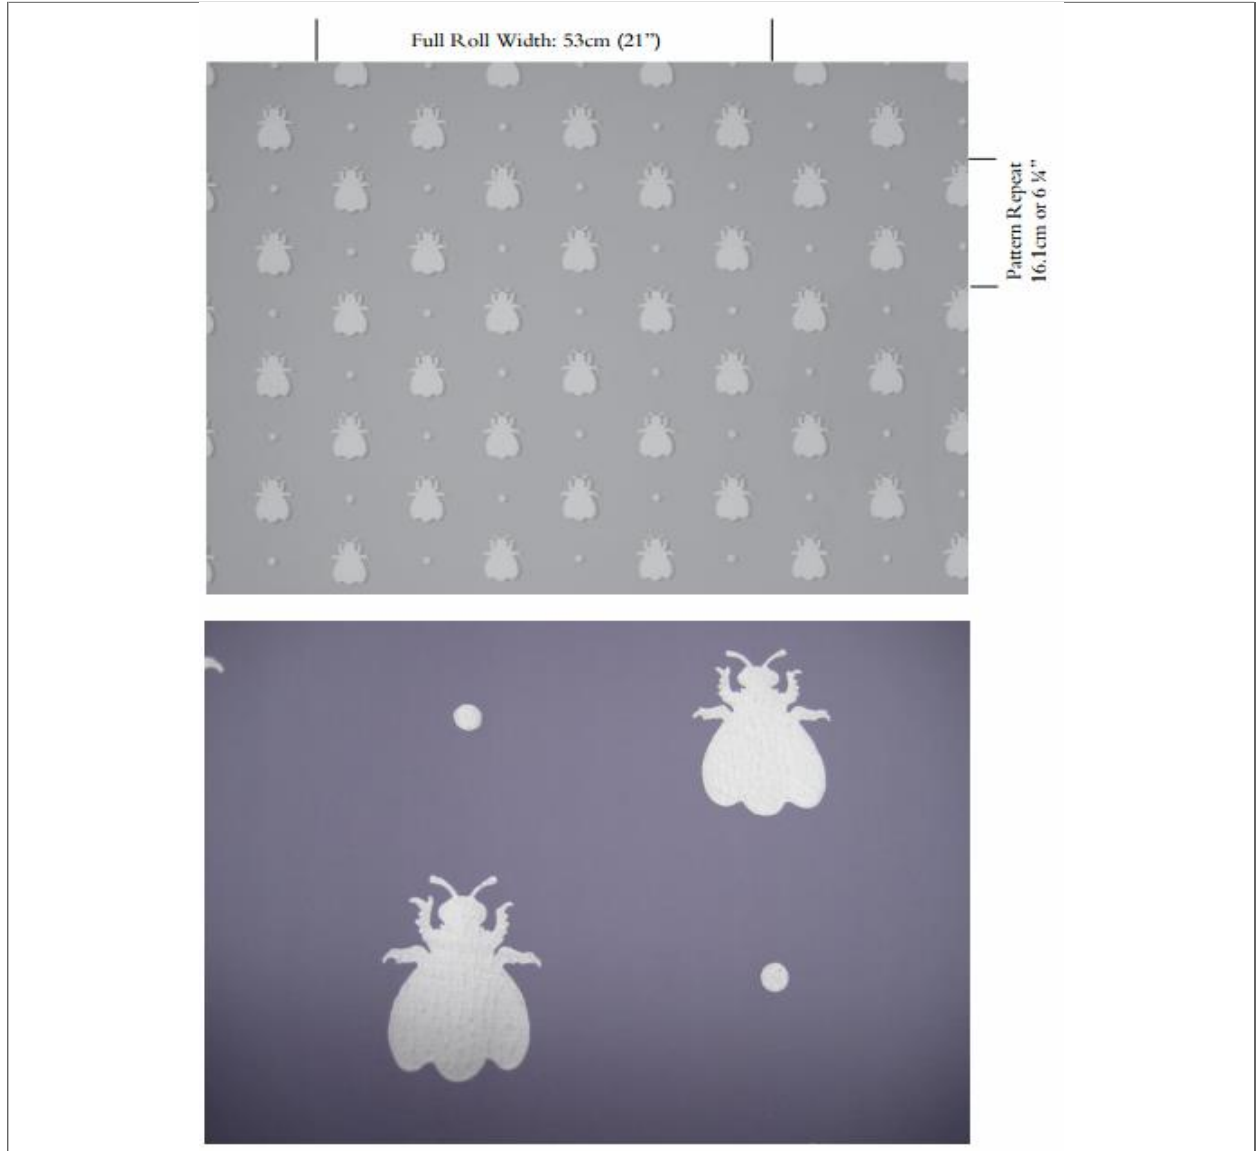 Full Roll Width: 53cm (21”)
Pattern Repeat
16.1cm or 6 ¼”